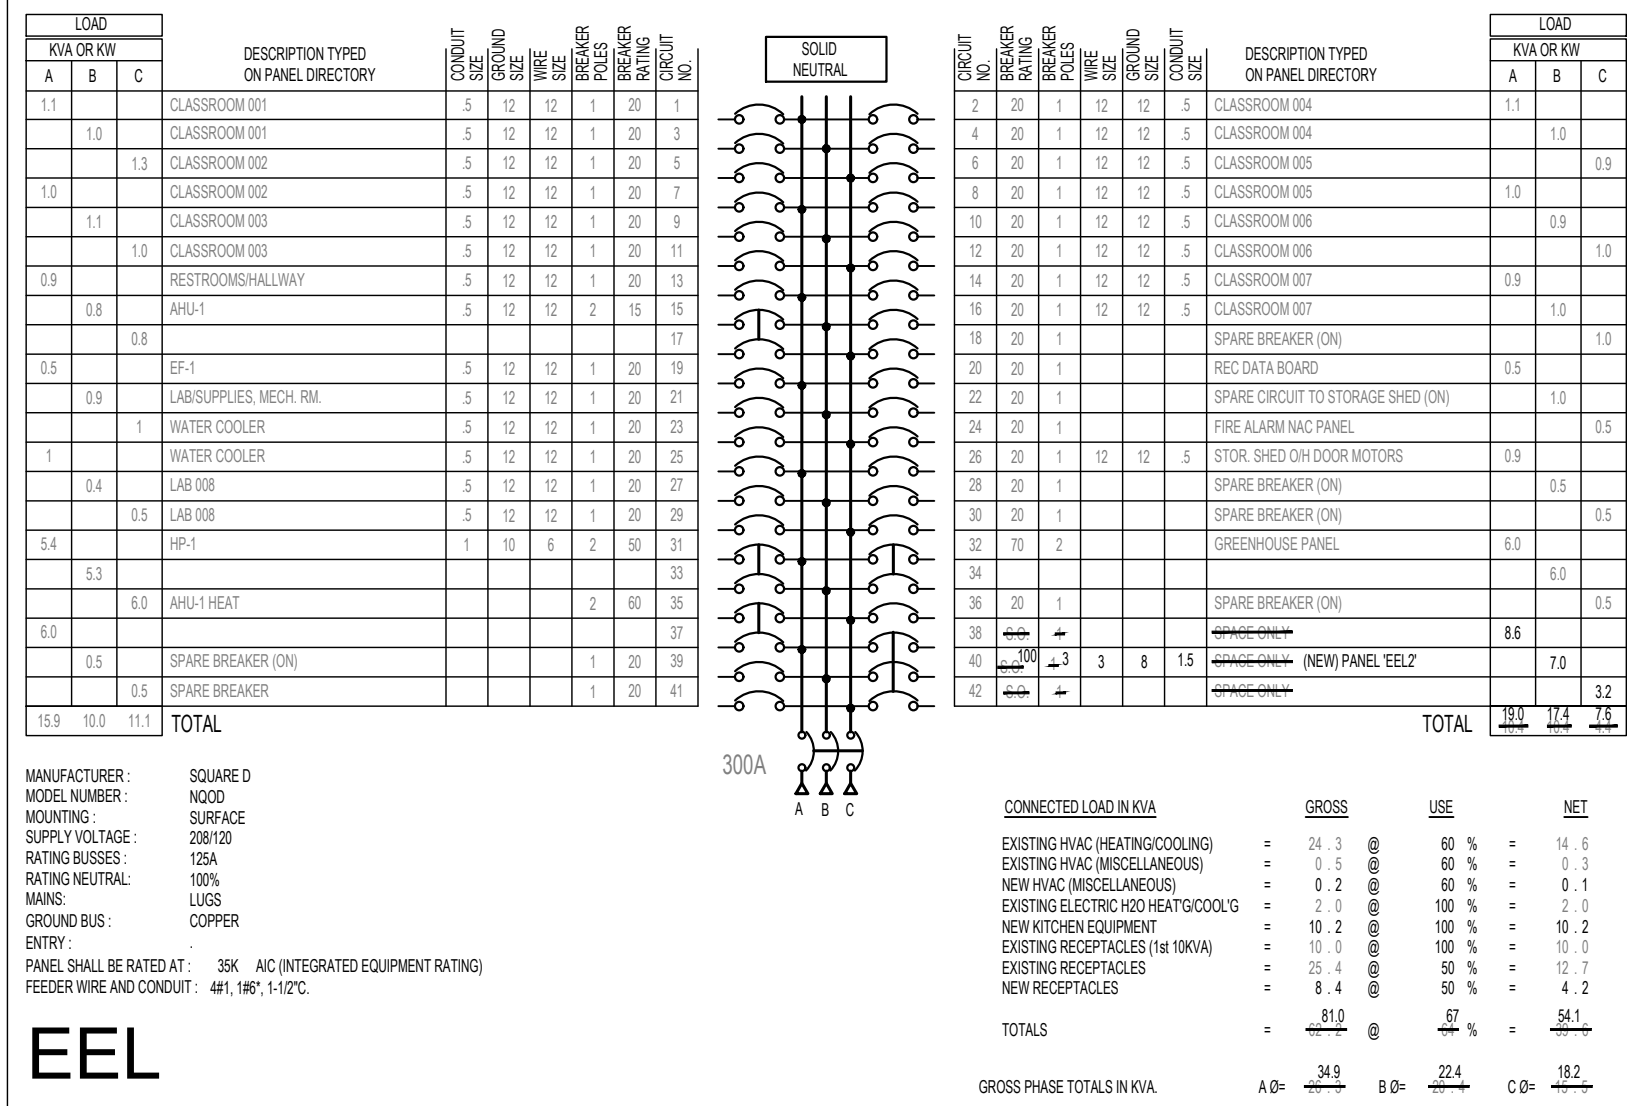 LOAD
KVA OR KW
A B C DESCRIPTION TYPED ON PANEL DIRECTORY CONDUIT SIZE GROUND SIZE WIRE SIZE BREAKER POLES BREAKER RATING CIRCUIT NO.
1.1 CLASSROOM 001 .5 12 12 1 20 1
1.0 CLASSROOM 001 .5 12 12 1 20 3
1.3 CLASSROOM 002 .5 12 12 1 20 5
1.0 CLASSROOM 002 .5 12 12 1 20 7
1.1 CLASSROOM 003 .5 12 12 1 20 9
1.0 CLASSROOM 003 .5 12 12 1 20 11
0.9 RESTROOMS/HALLWAY .5 12 12 1 20 13
0.8 AHU-1 .5 12 12 2 15 15
0.8 17
0.5 EF-1 .5 12 12 1 20 19
0.9 LAB/SUPPLIES, MECH. RM. .5 12 12 1 20 21
1 WATER COOLER .5 12 12 1 20 23
1 WATER COOLER .5 12 12 1 20 25
0.4 LAB 008 .5 12 12 1 20 27
0.5 LAB 008 .5 12 12 1 20 29
5.4 HP-1 1 10 6 2 50 31
5.3 33
6.0 AHU-1 HEAT 2 60 35
6.0 37
0.5 SPARE BREAKER (ON) 1 20 39
0.5 SPARE BREAKER 1 20 41
15.9 10.0 11.1 TOTAL
SOLID
NEUTRAL
300A
A B C
LOAD
KVA OR KW
CIRCUIT NO. BREAKER RATING BREAKER POLES WIRE SIZE GROUND SIZE CONDUIT SIZE DESCRIPTION TYPED ON PANEL DIRECTORY A B C
2 20 1 12 12 .5 CLASSROOM 004 1.1
4 20 1 12 12 .5 CLASSROOM 004 1.0
6 20 1 12 12 .5 CLASSROOM 005 0.9
8 20 1 12 12 .5 CLASSROOM 005 1.0
10 20 1 12 12 .5 CLASSROOM 006 0.9
12 20 1 12 12 .5 CLASSROOM 006 1.0
14 20 1 12 12 .5 CLASSROOM 007 0.9
16 20 1 12 12 .5 CLASSROOM 007 1.0
18 20 1 SPARE BREAKER (ON) 1.0
20 20 1 REC DATA BOARD 0.5
22 20 1 SPARE CIRCUIT TO STORAGE SHED (ON) 1.0
24 20 1 FIRE ALARM NAC PANEL 0.5
26 20 1 12 12 .5 STOR. SHED O/H DOOR MOTORS 0.9
28 20 1 SPARE BREAKER (ON) 0.5
30 20 1 SPARE BREAKER (ON) 0.5
32 70 2 GREENHOUSE PANEL 6.0
34 6.0
36 20 1 SPARE BREAKER (ON) 0.5
38 S.O. 1 SPACE ONLY 8.6
40 S.O. 100 1 3 3 8 1.5 SPACE ONLY (NEW) PANEL 'EEL2' 7.0
42 S.O. 1 SPACE ONLY 3.2
TOTAL 19.0 17.4 7.6
10.4 10.4 4.4
MANUFACTURER : SQUARE D
MODEL NUMBER : NQOD
MOUNTING : SURFACE
SUPPLY VOLTAGE : 208/120
RATING BUSSES : 125A
RATING NEUTRAL: 100%
MAINS: LUGS
GROUND BUS : COPPER
ENTRY : .
PANEL SHALL BE RATED AT : 35K AIC (INTEGRATED EQUIPMENT RATING)
FEEDER WIRE AND CONDUIT : 4#1, 1#6*, 1-1/2"C.
EEL
CONNECTED LOAD IN KVA GROSS USE NET
EXISTING HVAC (HEATING/COOLING) = 24 . 3 @ 60 % = 14 . 6
EXISTING HVAC (MISCELLANEOUS) = 0 . 5 @ 60 % = 0 . 3
NEW HVAC (MISCELLANEOUS) = 0 . 2 @ 60 % = 0 . 1
EXISTING ELECTRIC H2O HEAT'G/COOL'G = 2 . 0 @ 100 % = 2 . 0
NEW KITCHEN EQUIPMENT = 10 . 2 @ 100 % = 10 . 2
EXISTING RECEPTACLES (1st 10KVA) = 10 . 0 @ 100 % = 10 . 0
EXISTING RECEPTACLES = 25 . 4 @ 50 % = 12 . 7
NEW RECEPTACLES = 8 . 4 @ 50 % = 4 . 2
81.0 67 54.1
TOTALS = 62 . 2 @ 64 % = 39 . 6
34.9 22.4 18.2
GROSS PHASE TOTALS IN KVA. A Ø= 26 . 3 B Ø= 20 . 4 C Ø= 15 . 5